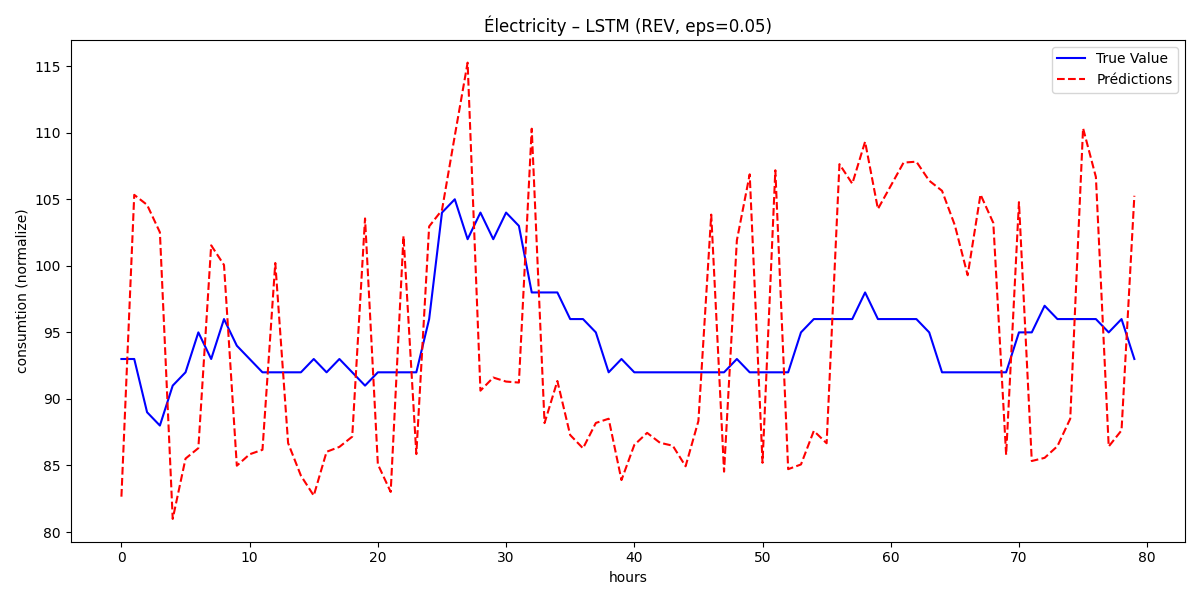 Électricity – LSTM (REV, eps=0.05)
True Value
Prédictions
consumtion (normalize)
115
110
105
100
95
90
85
80
0 10 20 30 40 50 60 70 80
hours